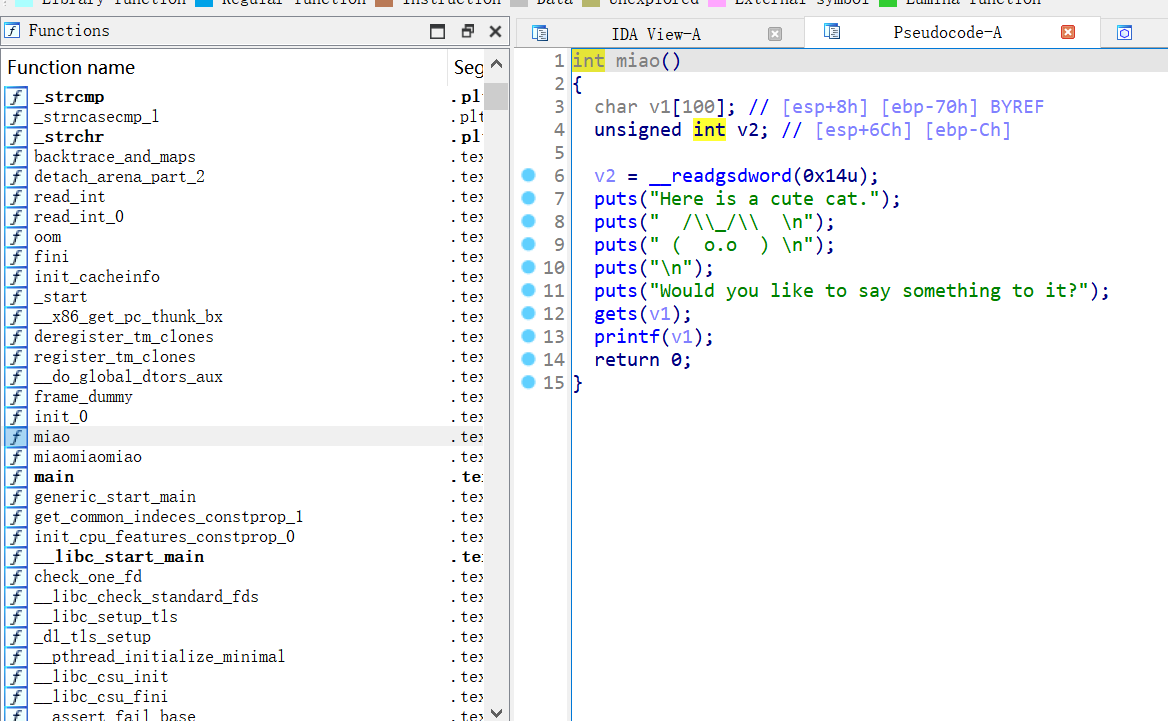 Library function Regular function Instruction Data Unexplored External symbol Lumina function
Functions
IDA View-A
Pseudocode-A
Function name Seg
_strcmp .pl
_strncasecmp_l .plt
_strchr .pl
backtrace_and_maps .tex
detach_arena_part_2 .tex
read_int .tex
read_int_0 .tex
oom .tex
fini .tex
init_cacheinfo .tex
_start .tex
__x86_get_pc_thunk_bx .tex
deregister_tm_clones .tex
register_tm_clones .tex
__do_global_dtors_aux .tex
frame_dummy .tex
init_0 .tex
miao .tex
miaomiaomiao .tex
main .te
generic_start_main .tex
get_common_indeces_constprop_1 .tex
init_cpu_features_constprop_0 .tex
__libc_start_main .te
check_one_fd .tex
__libc_check_standard_fds .tex
__libc_setup_tls .tex
_dl_tls_setup .tex
__pthread_initialize_minimal .tex
__libc_csu_init .tex
__libc_csu_fini .tex
__assert_fail_base .tex
1 int miao()
2 {
3 char v1[100]; // [esp+8h] [ebp-70h] BYREF
4 unsigned int v2; // [esp+6Ch] [ebp-Ch]
5
6 v2 = __readgsdword(0x14u);
7 puts("Here is a cute cat.");
8 puts("  /\\_/\\  \n");
9 puts(" (  o.o  ) \n");
10 puts("\n");
11 puts("Would you like to say something to it?");
12 gets(v1);
13 printf(v1);
14 return 0;
15 }